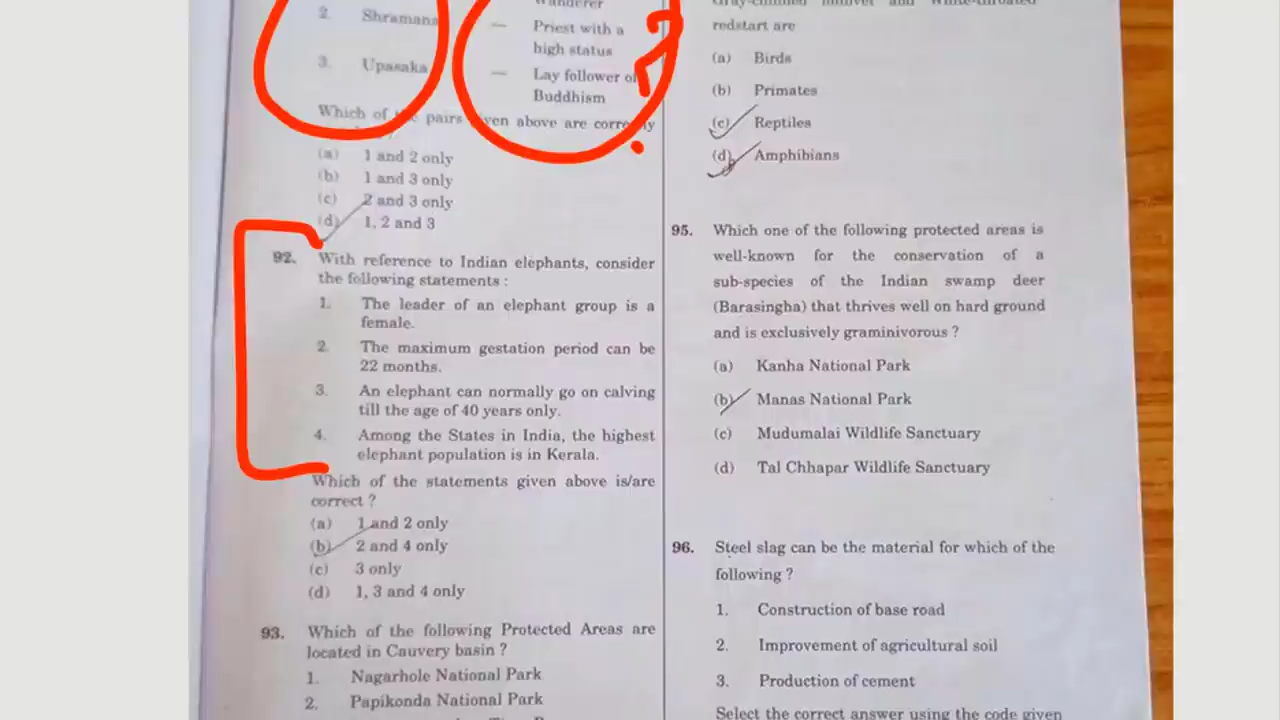 Wanderer
2. Shramana
— Priest with a
high status
3. Upasaka
— Lay follower of
Buddhism
Which of the pairs given above are correctly
(a) 1 and 2 only
(b) 1 and 3 only
(c) 2 and 3 only
(d) 1, 2 and 3
92. With reference to Indian elephants, consider
the following statements :
1. The leader of an elephant group is a
female.
2. The maximum gestation period can be
22 months.
3. An elephant can normally go on calving
till the age of 40 years only.
4. Among the States in India, the highest
elephant population is in Kerala.
Which of the statements given above is/are
correct ?
(a) 1 and 2 only
(b) 2 and 4 only
(c) 3 only
(d) 1, 3 and 4 only
93. Which of the following Protected Areas are
located in Cauvery basin ?
1. Nagarhole National Park
2. Papikonda National Park
and White-throated
redstart are
(a) Birds
(b) Primates
(c) Reptiles
(d) Amphibians
95. Which one of the following protected areas is
well-known for the conservation of a
sub-species of the Indian swamp deer
(Barasingha) that thrives well on hard ground
and is exclusively graminivorous ?
(a) Kanha National Park
(b) Manas National Park
(c) Mudumalai Wildlife Sanctuary
(d) Tal Chhapar Wildlife Sanctuary
96. Steel slag can be the material for which of the
following ?
1. Construction of base road
2. Improvement of agricultural soil
3. Production of cement
Select the correct answer using the code given